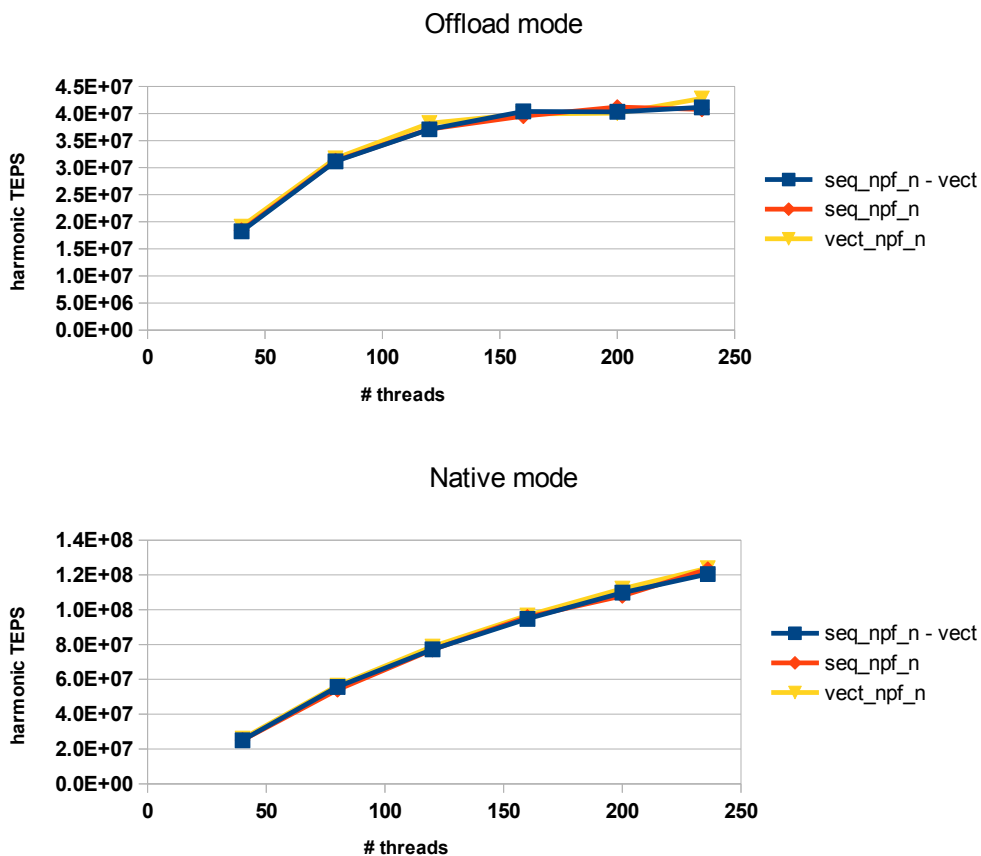 Offload mode
harmonic TEPS
4.5E+07
4.0E+07
3.5E+07
3.0E+07
2.5E+07
2.0E+07
1.5E+07
1.0E+07
5.0E+06
0.0E+00
0 50 100 150 200 250
# threads
seq_npf_n - vect
seq_npf_n
vect_npf_n
Native mode
harmonic TEPS
1.4E+08
1.2E+08
1.0E+08
8.0E+07
6.0E+07
4.0E+07
2.0E+07
0.0E+00
0 50 100 150 200 250
# threads
seq_npf_n - vect
seq_npf_n
vect_npf_n